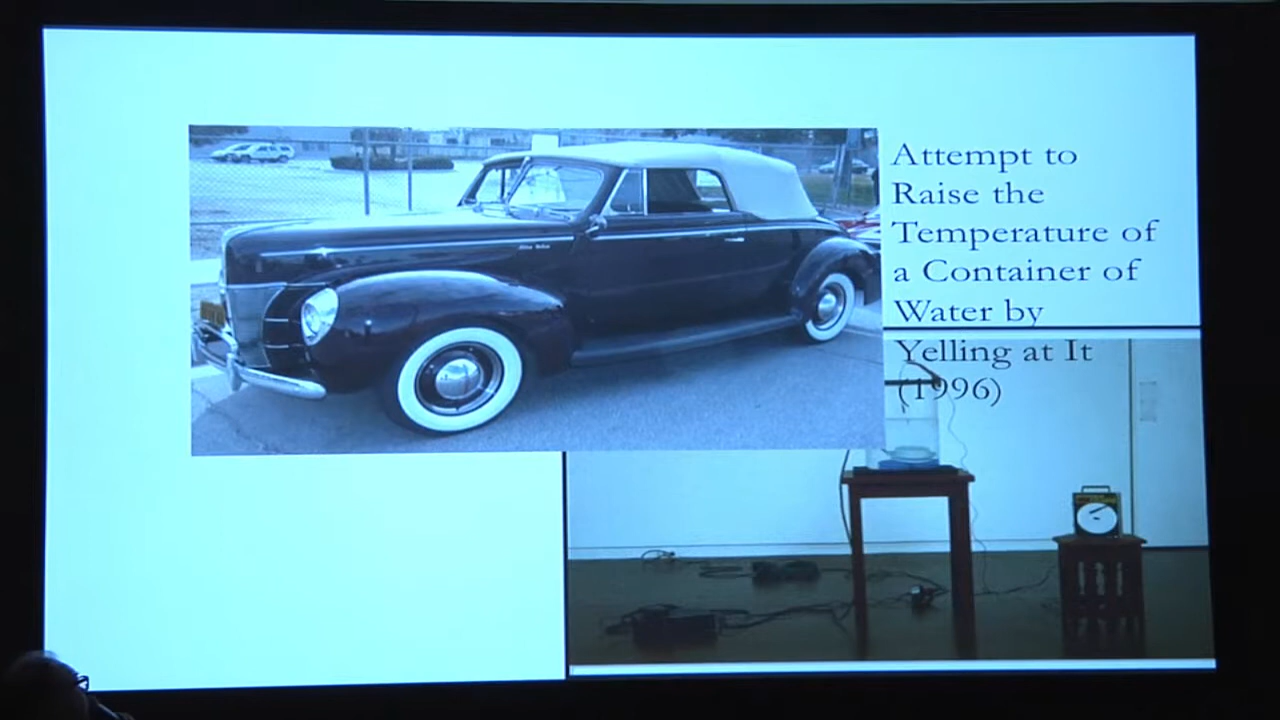 Attempt to
Raise the
Temperature of
a Container of
Water by
Yelling at It
(1996)